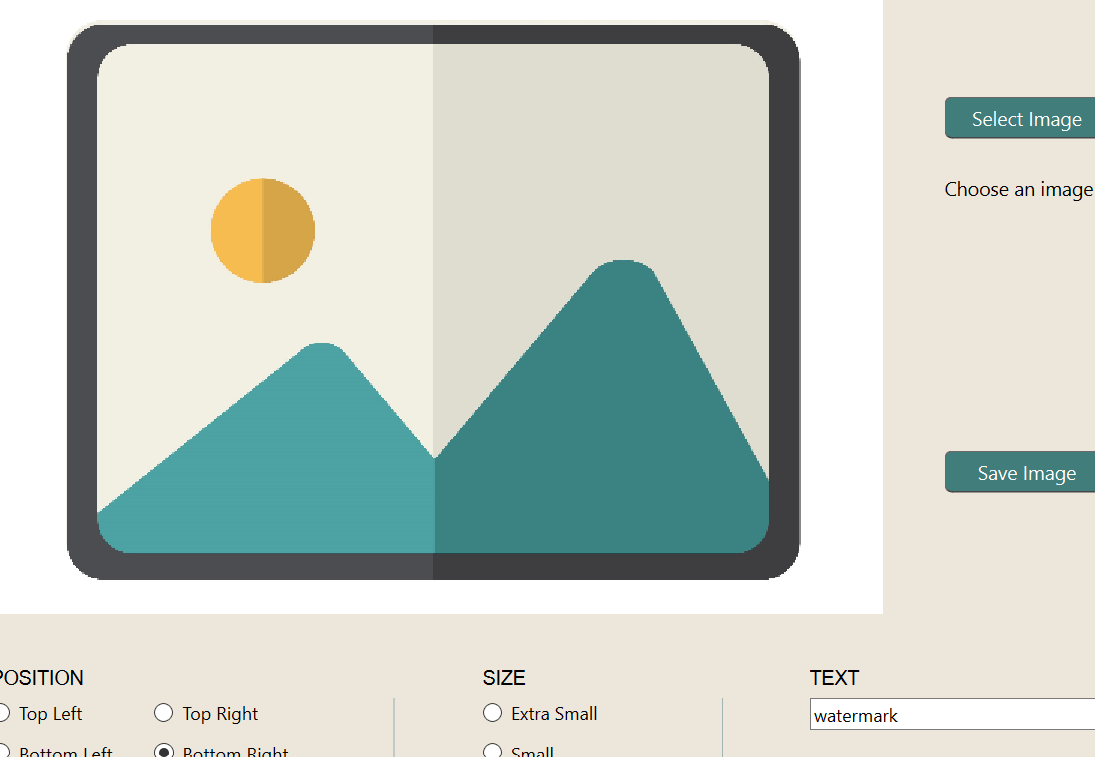 Select Image
Choose an image
Save Image
POSITION
Top Left
Top Right
Bottom Left
Bottom Right
SIZE
Extra Small
Small
TEXT
watermark